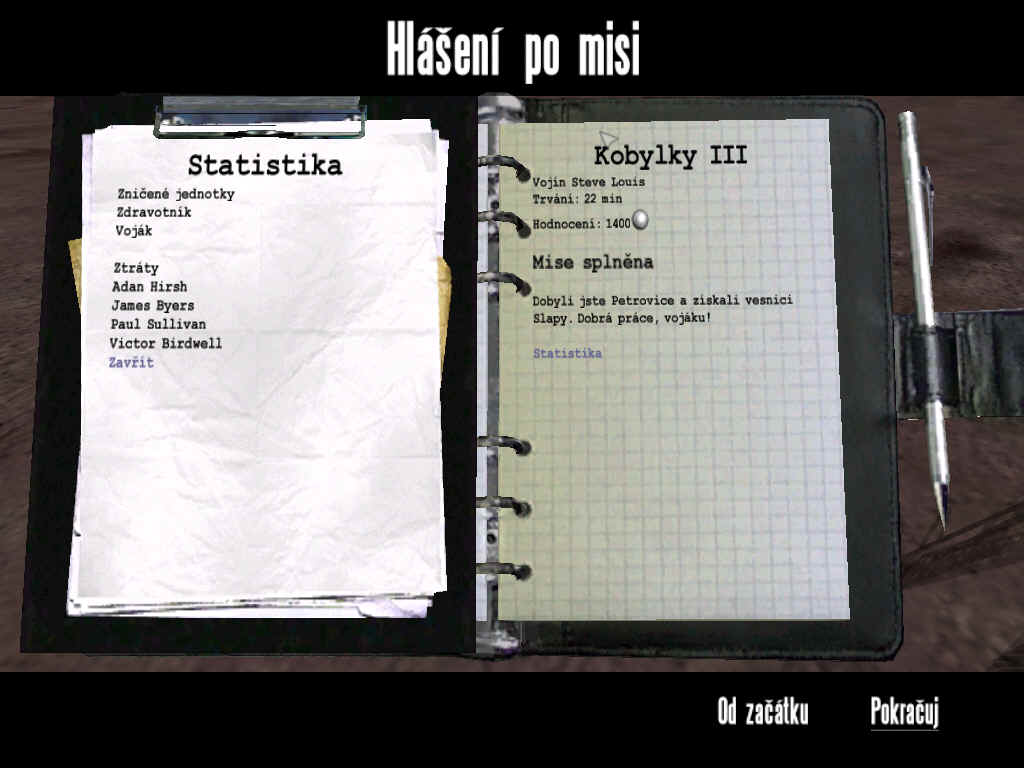 Hlášení po misi
Statistika
Zničené jednotky
Zdravotník
Voják
Ztráty
Adan Hirsh
James Byers
Paul Sullivan
Victor Birdwell
Zavřít
Kobylky III
Vojín Steve Louis
Trvání: 22 min
Hodnocení: 1400
Mise splněna
Dobyli jste Petrovice a získali vesnici
Slapy. Dobrá práce, vojáku!
Statistika
Od začátku
Pokračuj